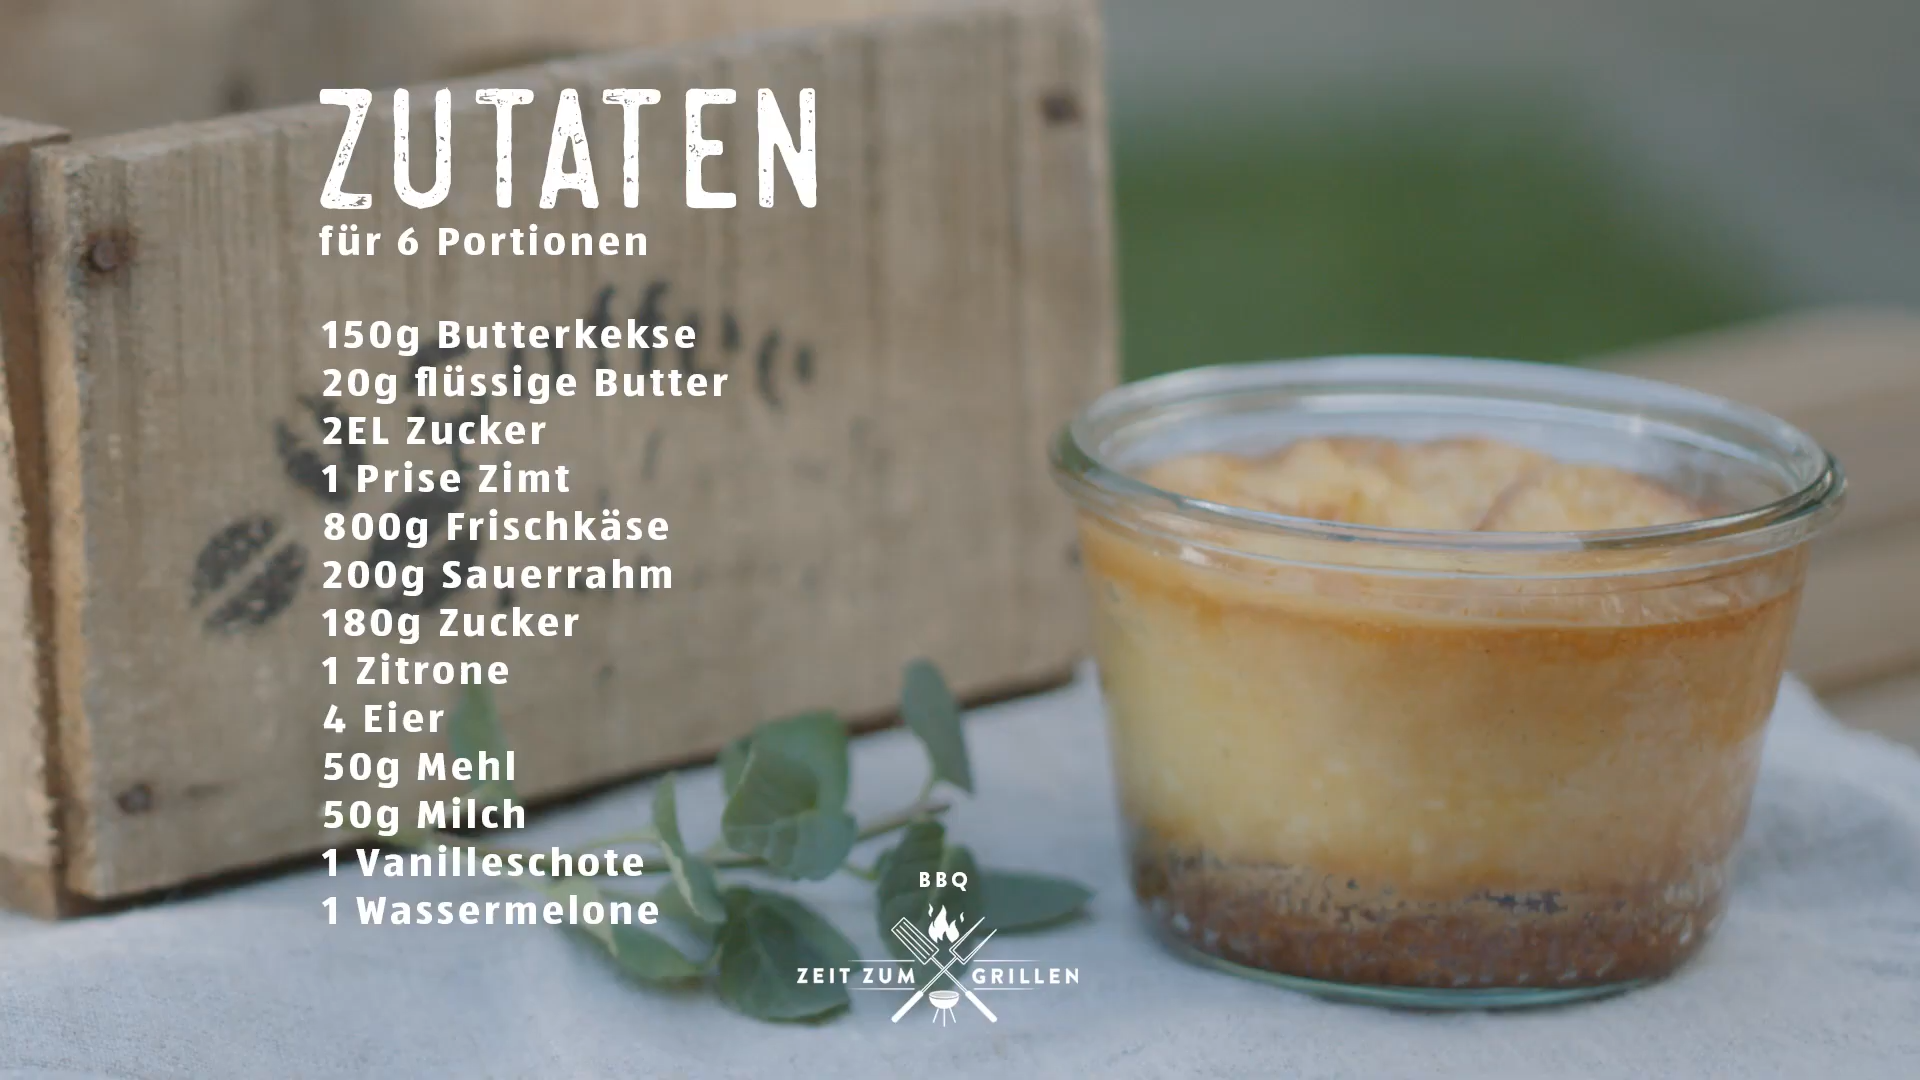 ZUTATEN
für 6 Portionen
150g Butterkekse
20g flüssige Butter
2EL Zucker
1 Prise Zimt
800g Frischkäse
200g Sauerrahm
180g Zucker
1 Zitrone
4 Eier
50g Mehl
50g Milch
1 Vanilleschote
1 Wassermelone
BBQ
ZEIT ZUM GRILLEN